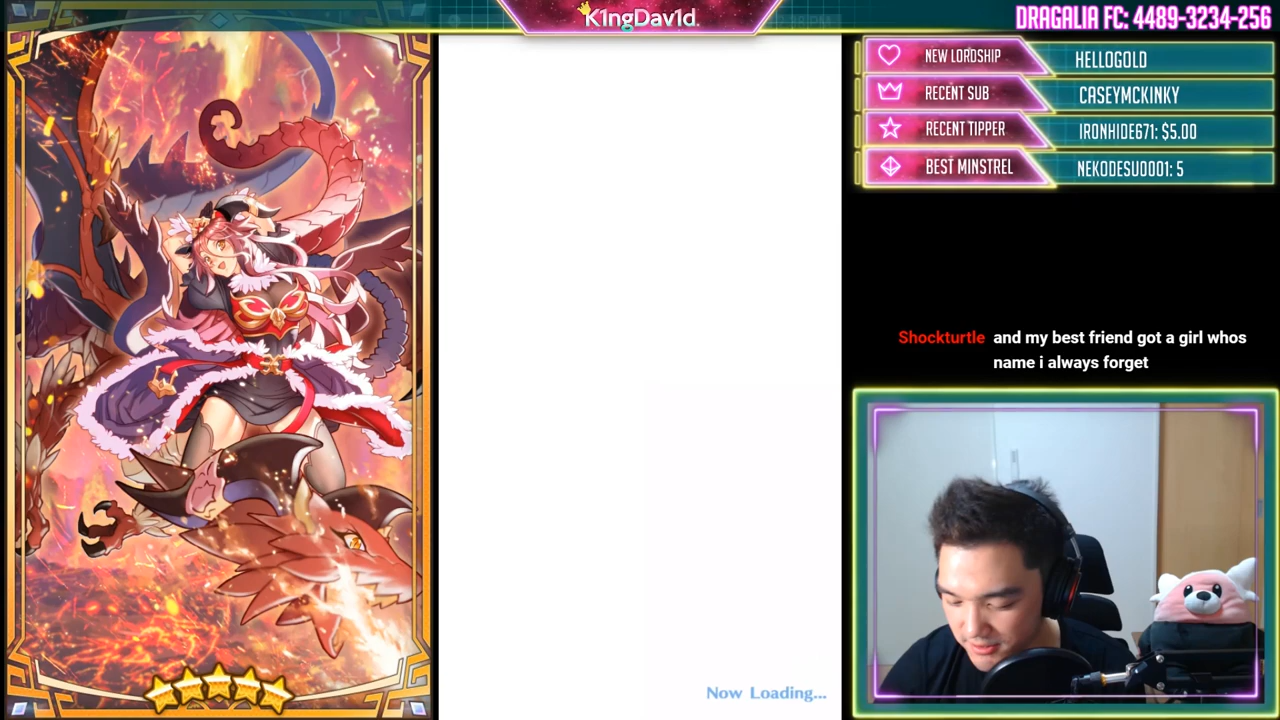 K1ngDav1d.
DRAGALIA FC: 4489-3234-256
NEW LORDSHIP HELLOGOLD
RECENT SUB CASEYMCKINKY
RECENT TIPPER IRONHIDE671: $5.00
BEST MINSTREL NEKODESU0001: 5
Shockturtle and my best friend got a girl whos
name i always forget
Now Loading...